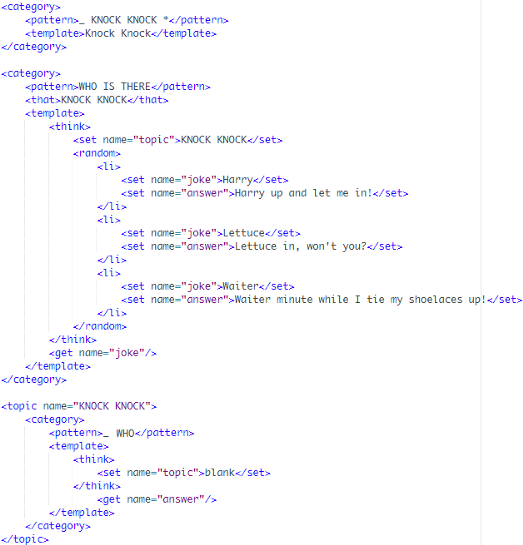 <category>
    <pattern>_ KNOCK KNOCK *</pattern>
    <template>Knock Knock</template>
</category>

<category>
    <pattern>WHO IS THERE</pattern>
    <that>KNOCK KNOCK</that>
    <template>
        <think>
            <set name="topic">KNOCK KNOCK</set>
            <random>
                <li>
                    <set name="joke">Harry</set>
                    <set name="answer">Harry up and let me in!</set>
                </li>
                <li>
                    <set name="joke">Lettuce</set>
                    <set name="answer">Lettuce in, won't you?</set>
                </li>
                <li>
                    <set name="joke">Waiter</set>
                    <set name="answer">Waiter minute while I tie my shoelaces up!</set>
                </li>
            </random>
        </think>
        <get name="joke"/>
    </template>
</category>

<topic name="KNOCK KNOCK">
    <category>
        <pattern>_ WHO</pattern>
        <template>
            <think>
                <set name="topic">blank</set>
            </think>
                <get name="answer"/>
        </template>
    </category>
</topic>